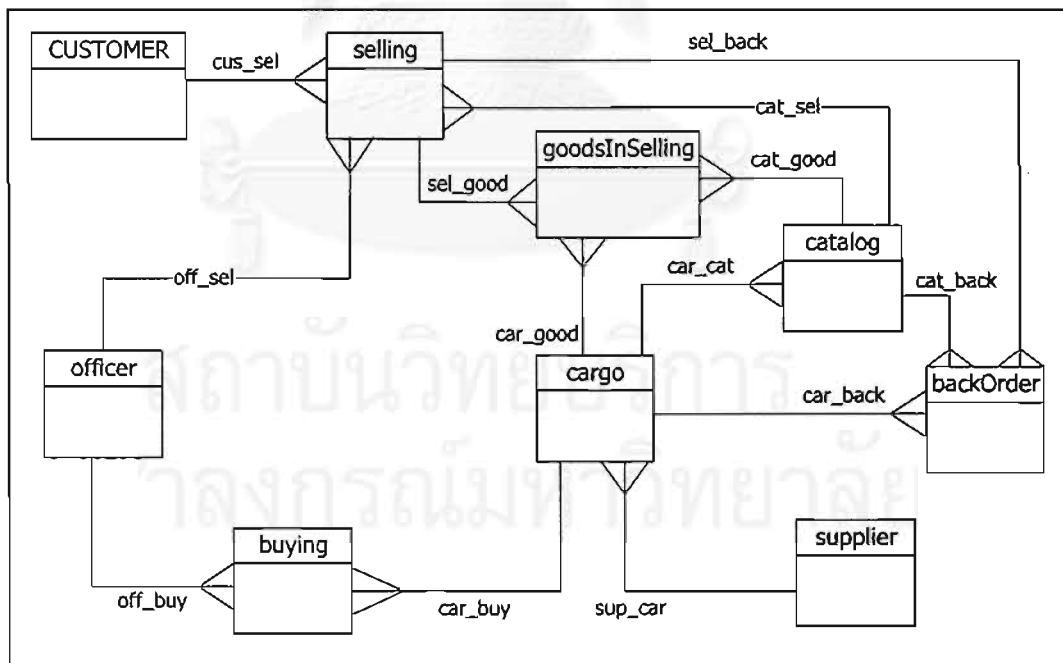 CUSTOMER
cus_sel
selling
sel_back
cat_sel
goodsInSelling
cat_good
sel_good
catalog
off_sel
car_cat
cat_back
car_good
officer
cargo
backOrder
car_back
สถาบันวิทยบริการ
าลงกรณ์มหาวิทยาลัย
buying
supplier
off_buy
car_buy
sup_car